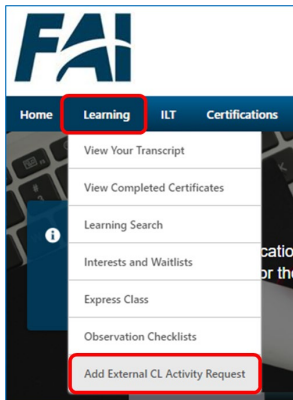 FAI
Home Learning ILT Certifications
View Your Transcript
View Completed Certificates
Learning Search
Interests and Waitlists
Express Class
Observation Checklists
Add External CL Activity Request